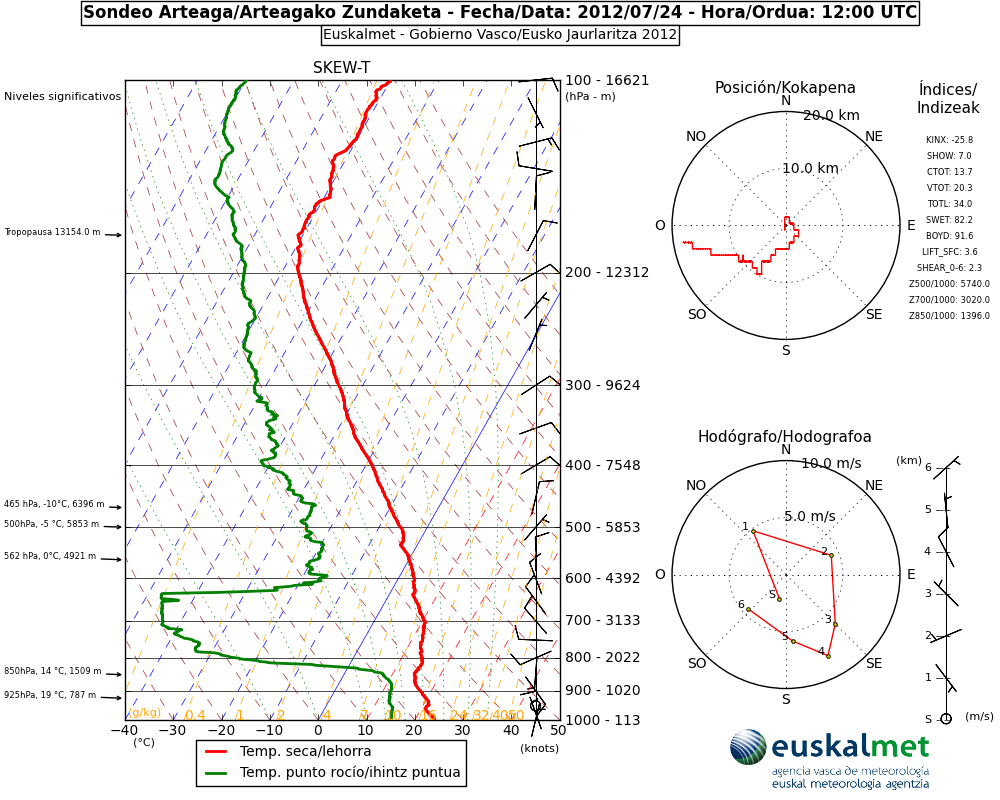 Sondeo Arteaga/Arteagako Zundaketa - Fecha/Data: 2012/07/24 - Hora/Ordua: 12:00 UTC
Euskalmet - Gobierno Vasco/Eusko Jaurlaritza 2012
SKEW-T
Niveles significativos
Tropopausa 13154.0 m
465 hPa, -10°C, 6396 m
500hPa, -5 °C, 5853 m
562 hPa, 0°C, 4921 m
850hPa, 14 °C, 1509 m
925hPa, 19 °C, 787 m
100 - 16621
(hPa - m)
200 - 12312
300 - 9624
400 - 7548
500 - 5853
600 - 4392
700 - 3133
800 - 2022
900 - 1020
1000 - 113
(g/kg) 0.4 1 2 4 7 10 16 24 32 40 50
−40 −30 −20 −10 0 10 20 30 40 50
(°C)
(knots)
Temp. seca/lehorra
Temp. punto rocío/ihintz puntua
Posición/Kokapena
N
20.0 km
NO
NE
10.0 km
O
E
SO
SE
S
Índices/
Indizeak
KINX: -25.8
SHOW: 7.0
CTOT: 13.7
VTOT: 20.3
TOTL: 34.0
SWET: 82.2
BOYD: 91.6
LIFT_SFC: 3.6
SHEAR_0-6: 2.3
Z500/1000: 5740.0
Z700/1000: 3020.0
Z850/1000: 1396.0
Hodógrafo/Hodografoa
N
10.0 m/s
NO
NE
5.0 m/s
1
2
O
E
S
6
3
5
4
SO
SE
S
(km)
6
5
4
3
2
1
S
(m/s)
euskalmet
agencia vasca de meteorología
euskal meteorologia agentzia